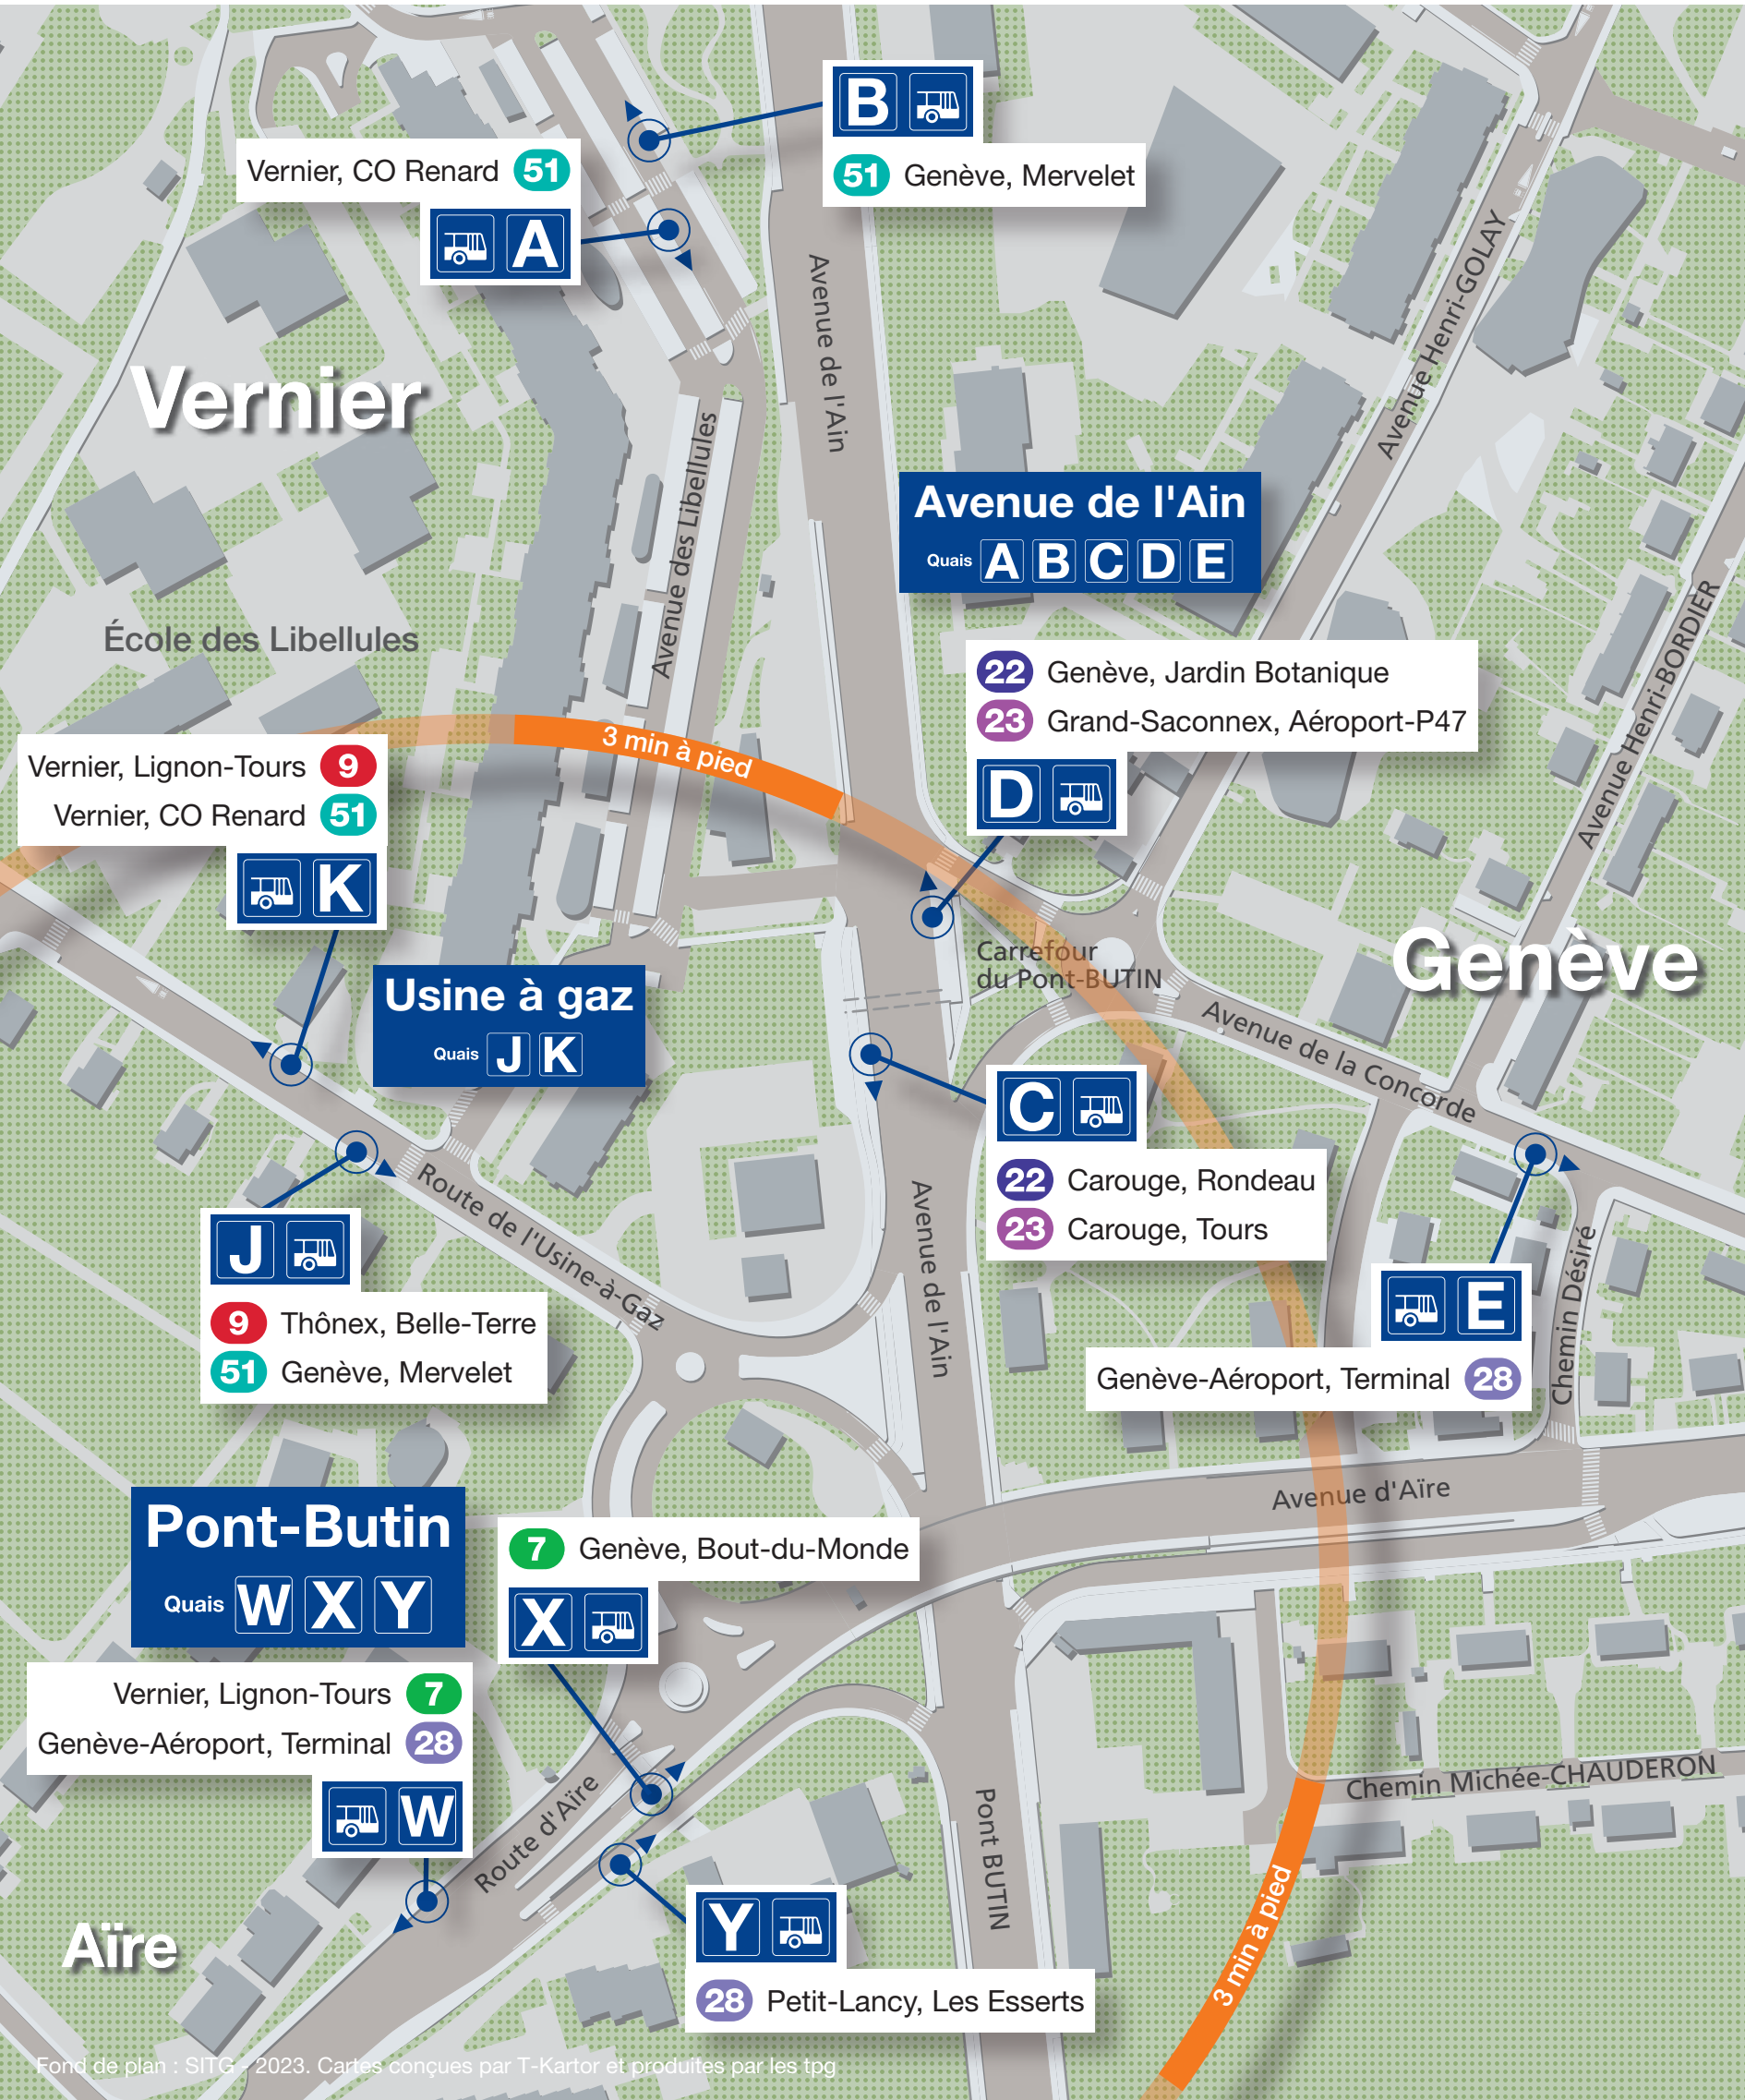 B
51 Genève, Mervelet
Vernier, CO Renard 51
A
Avenue de l'Ain
Avenue Henri-GOLAY
Vernier
Avenue des Libellules
Avenue de l'Ain
Quais A B C D E
École des Libellules
Avenue Henri-BORDIER
22 Genève, Jardin Botanique
23 Grand-Saconnex, Aéroport-P47
D
3 min à pied
Vernier, Lignon-Tours 9
Vernier, CO Renard 51
K
Carrefour
du Pont-BUTIN
Genève
Usine à gaz
Quais J K
Avenue de la Concorde
C
22 Carouge, Rondeau
23 Carouge, Tours
Route de l'Usine-à-Gaz
J
9 Thônex, Belle-Terre
51 Genève, Mervelet
Avenue de l'Ain
E
Genève-Aéroport, Terminal 28
Chemin Désiré
Avenue d'Aïre
Pont-Butin
Quais W X Y
7 Genève, Bout-du-Monde
X
Vernier, Lignon-Tours 7
Genève-Aéroport, Terminal 28
W
Route d'Aïre
Pont BUTIN
Chemin Michée-CHAUDERON
3 min à pied
Y
28 Petit-Lancy, Les Esserts
Aïre
Fond de plan : SITG - 2023. Cartes conçues par T-Kartor et produites par les tpg